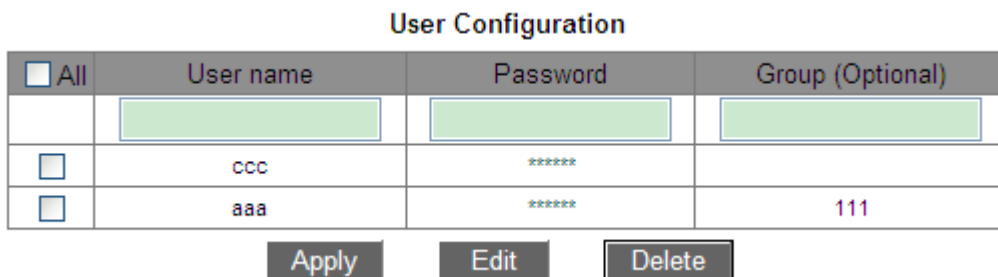 User Configuration
All User name Password Group (Optional)
ccc ******
aaa ****** 111
Apply Edit Delete